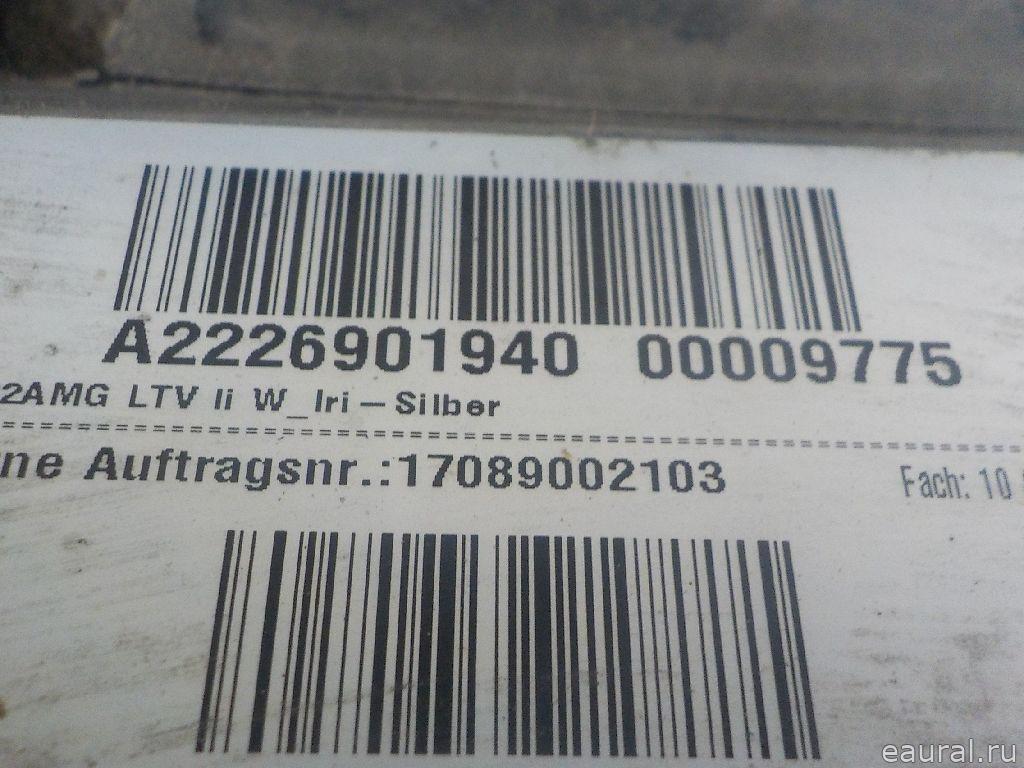 A2226901940 00009775
2AMG LTV li W_Iri-Silber
ne Auftragsnr.:17089002103
Fach: 10
eaural.ru